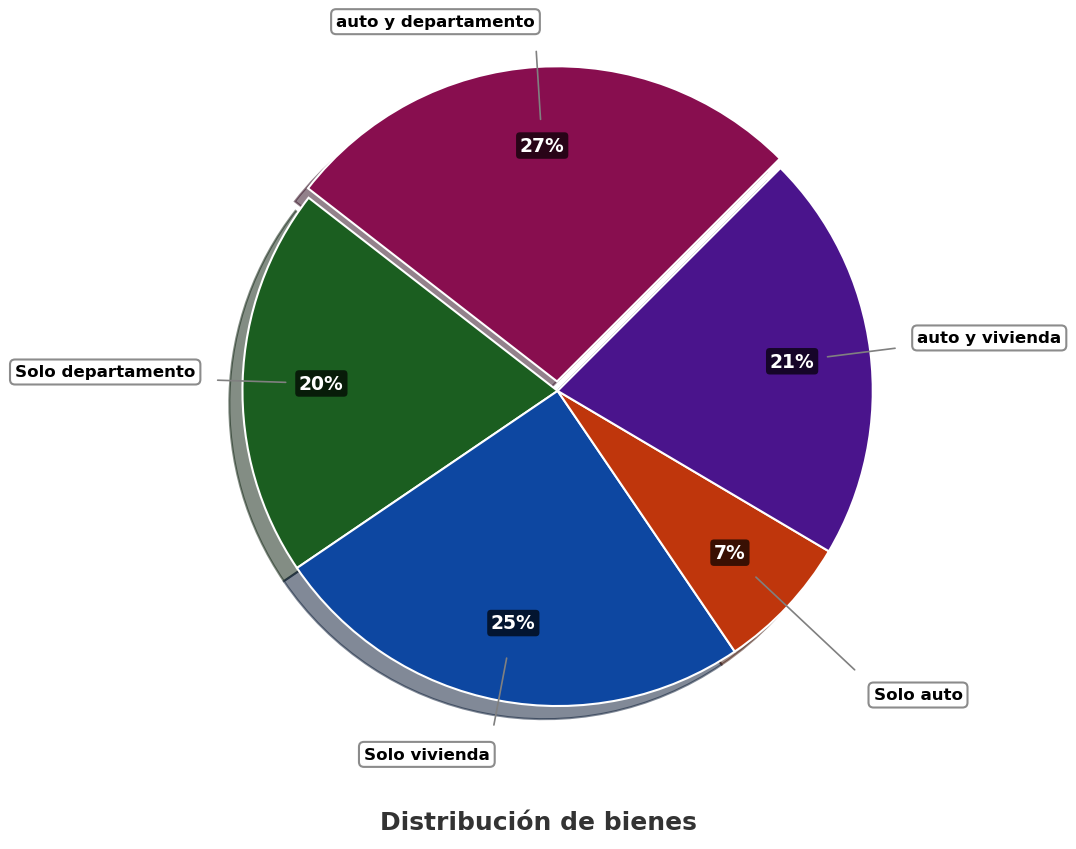 auto y departamento
27%
auto y vivienda
21%
Solo departamento
20%
7%
25%
Solo auto
Solo vivienda
Distribución de bienes